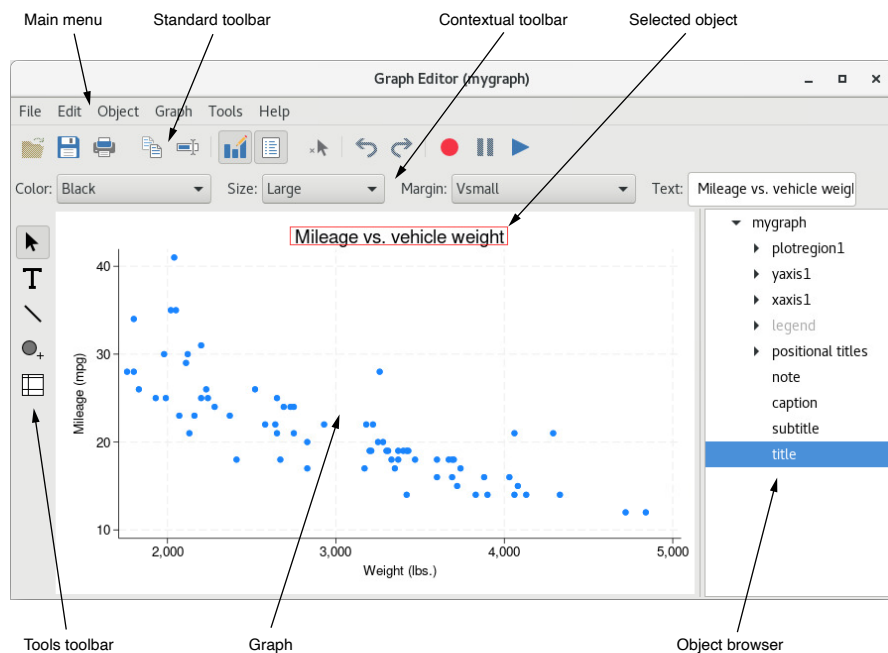 Main menu Standard toolbar Contextual toolbar Selected object
Graph Editor (mygraph)
File Edit Object Graph Tools Help
Color: Black Size: Large Margin: Vsmall Text: Mileage vs. vehicle weigl
Mileage vs. vehicle weight
40
30
20
10
Mileage (mpg)
2,000 3,000 4,000 5,000
Weight (lbs.)
mygraph
plotregion1
yaxis1
xaxis1
legend
positional titles
note
caption
subtitle
title
Tools toolbar Graph Object browser